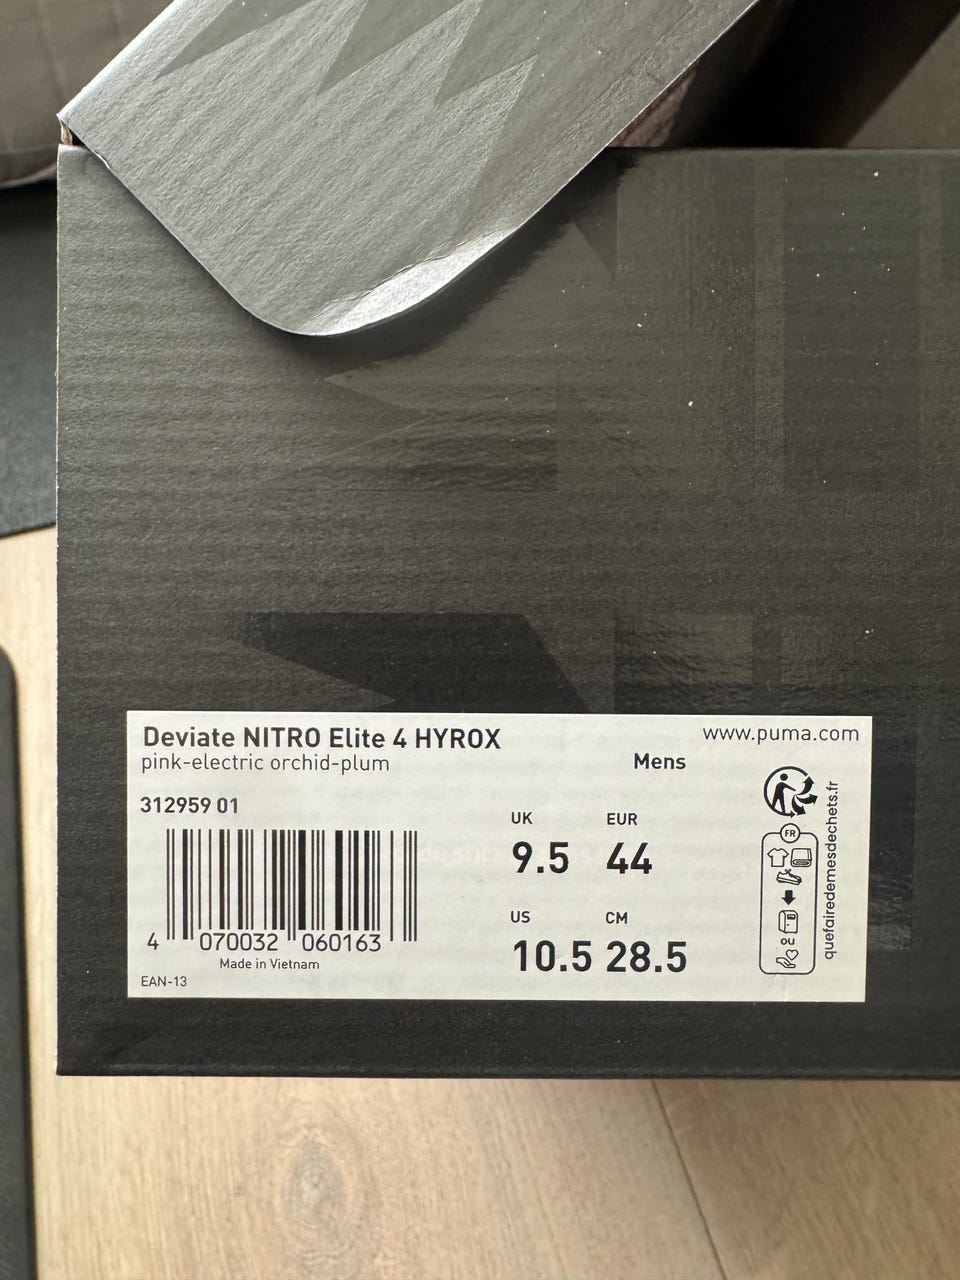 Deviate NITRO Elite 4 HYROX
www.puma.com
pink-electric orchid-plum
Mens
312959 01
UK EUR
9.5 44
US CM
10.5 28.5
4 070032 060163
Made in Vietnam
EAN-13
FR
ou
quefairedemesdechets.fr